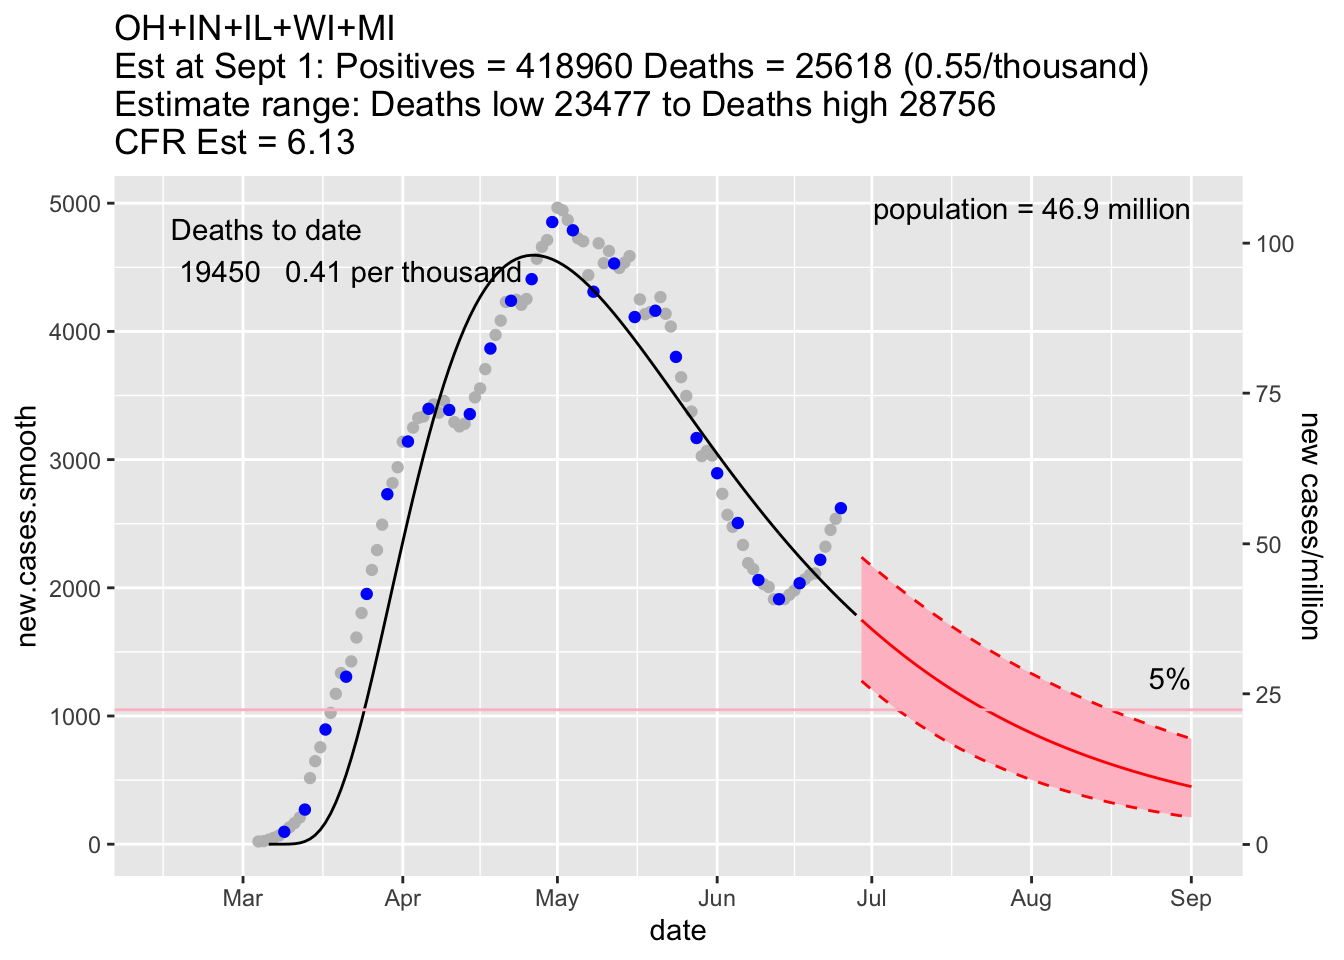 OH+IN+IL+WI+MI
Est at Sept 1: Positives = 418960 Deaths = 25618 (0.55/thousand)
Estimate range: Deaths low 23477 to Deaths high 28756
CFR Est = 6.13
population = 46.9 million
Deaths to date
19450 0.41 per thousand
5%
new.cases.smooth
5000
4000
3000
2000
1000
0
new cases/million
100
75
50
25
0
Mar Apr May Jun Jul Aug Sep
date